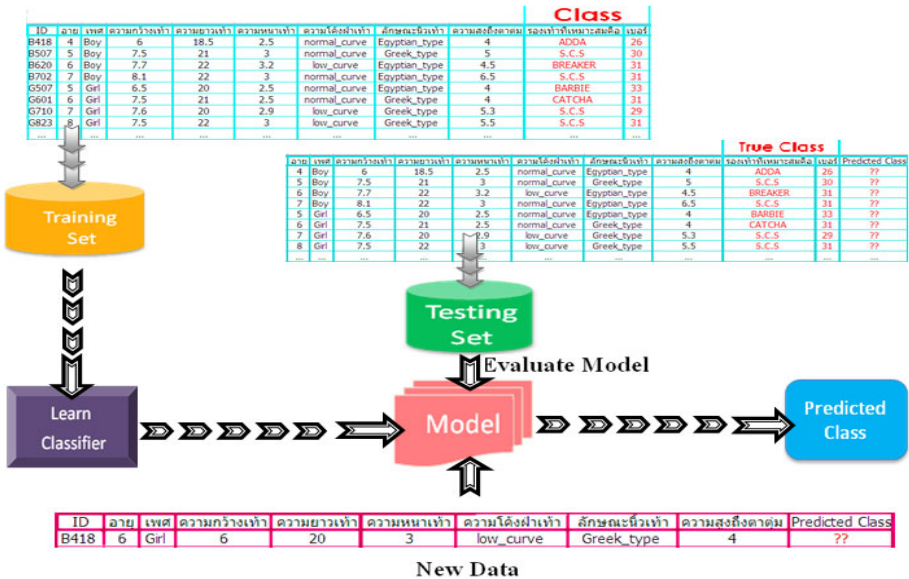 Class
ID อายุ เพศ ความกว้างเท้า ความยาวเท้า ความหนาเท้า ความโค้งฝ่าเท้า ลักษณะนิ้วเท้า ความสูงถึงตาตุ่ม รองเท้าที่เหมาะสมคือ เบอร์
B418 4 Boy 6 18.5 2.5 normal_curve Egyptian_type 4 ADDA 26
B507 5 Boy 7.5 21 3 normal_curve Greek_type 5 S.C.S 30
B620 6 Boy 7.7 22 3.2 low_curve Egyptian_type 4.5 BREAKER 31
B702 7 Boy 8.1 22 3 normal_curve Egyptian_type 6.5 S.C.S 31
G507 5 Girl 6.5 20 2.5 normal_curve Egyptian_type 4 BARBIE 33
G601 6 Girl 7.5 21 2.5 normal_curve Greek_type 4 CATCHA 31
G710 7 Girl 7.6 20 2.9 low_curve Greek_type 5.3 S.C.S 29
G823 8 Girl 7.5 22 3 low_curve Greek_type 5.5 S.C.S 31
... ... ... ... ... ... ... ... ... ...
True Class
อายุ เพศ ความกว้างเท้า ความยาวเท้า ความหนาเท้า ความโค้งฝ่าเท้า ลักษณะนิ้วเท้า ความสูงถึงตาตุ่ม รองเท้าที่เหมาะสมคือ เบอร์ Predicted Class
4 Boy 6 18.5 2.5 normal_curve Egyptian_type 4 ADDA 26 ??
5 Boy 7.5 21 3 normal_curve Greek_type 5 S.C.S 30 ??
6 Boy 7.7 22 3.2 low_curve Egyptian_type 4.5 BREAKER 31 ??
7 Boy 8.1 22 3 normal_curve Egyptian_type 6.5 S.C.S 31 ??
5 Girl 6.5 20 2.5 normal_curve Egyptian_type 4 BARBIE 33 ??
6 Girl 7.5 21 2.5 normal_curve Greek_type 4 CATCHA 31 ??
7 Girl 7.6 20 2.9 low_curve Greek_type 5.3 S.C.S 29 ??
8 Girl 7.5 22 3 low_curve Greek_type 5.5 S.C.S 31 ??
... ... ... ... ... ... ... ... ... ...
Training
Set
Testing
Set
Evaluate Model
Learn
Classifier
Model
Predicted
Class
ID อายุ เพศ ความกว้างเท้า ความยาวเท้า ความหนาเท้า ความโค้งฝ่าเท้า ลักษณะนิ้วเท้า ความสูงถึงตาตุ่ม Predicted Class
B418 6 Girl 6 20 3 low_curve Greek_type 4 ??
New Data